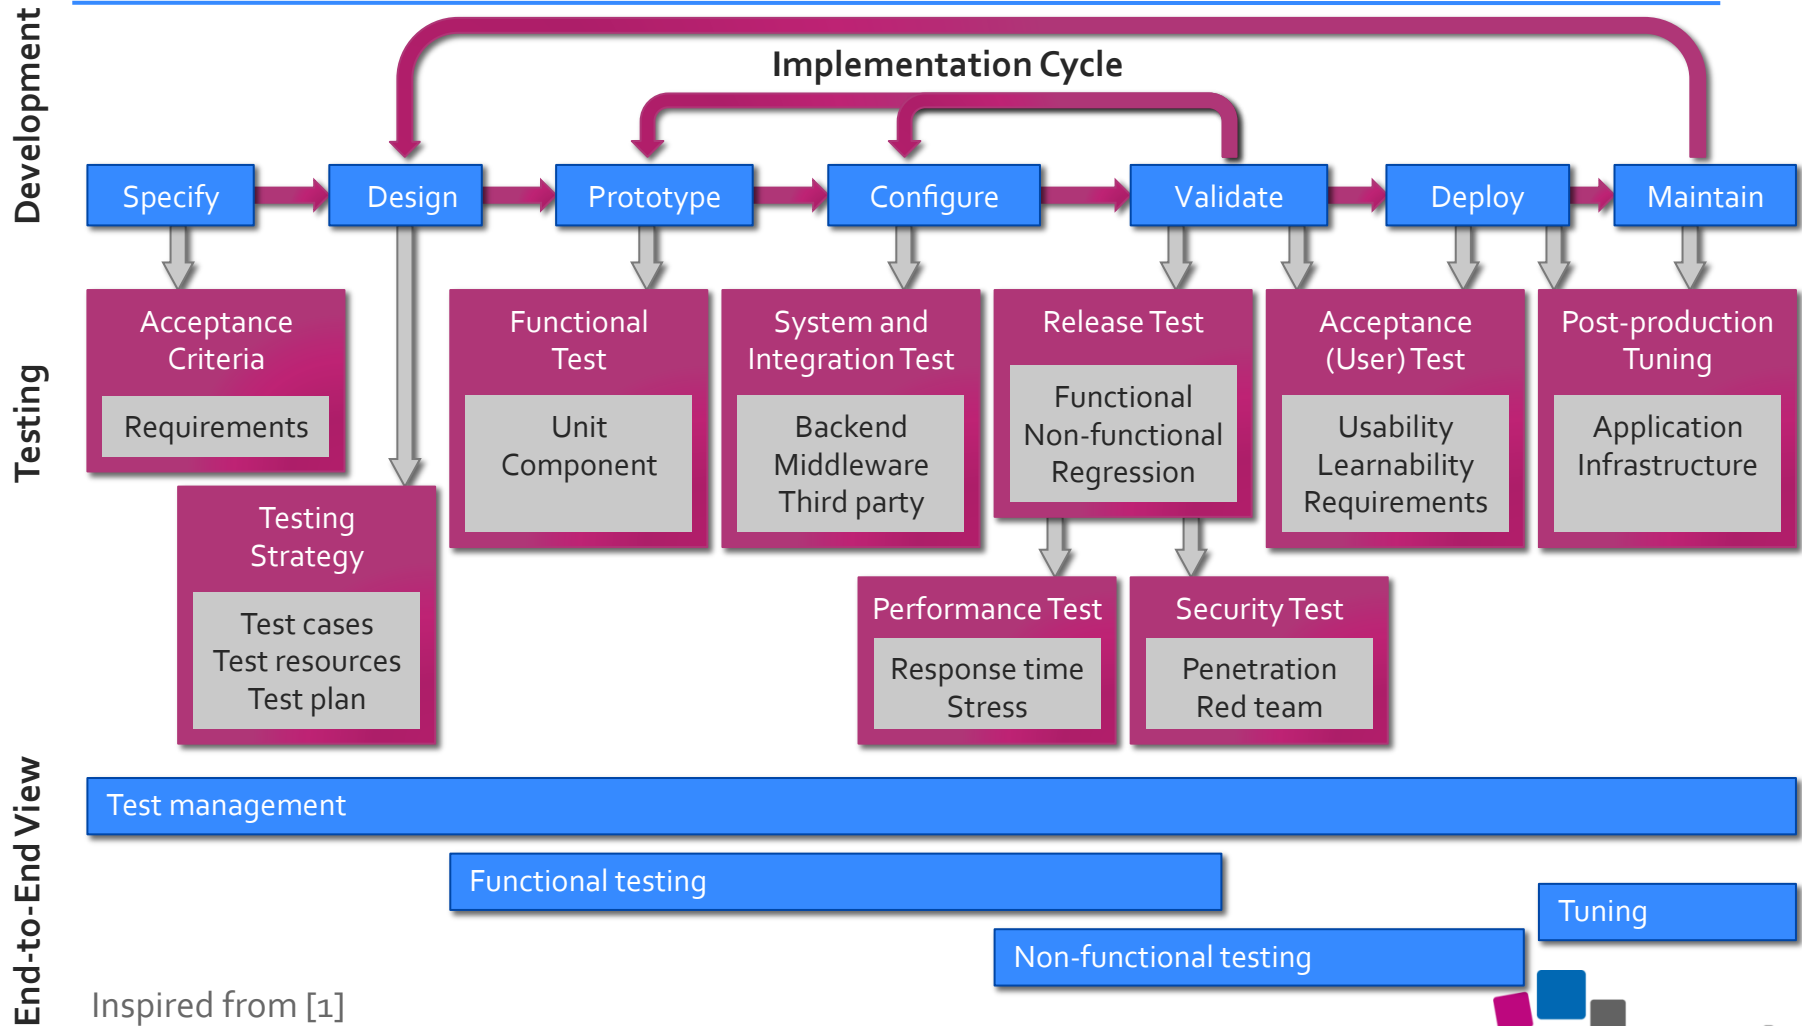 Development
Implementation Cycle
Specify
Design
Prototype
Configure
Validate
Deploy
Maintain
Testing
Acceptance
Criteria
Requirements
Testing
Strategy
Test cases
Test resources
Test plan
Functional
Test
Unit
Component
System and
Integration Test
Backend
Middleware
Third party
Release Test
Functional
Non-functional
Regression
Performance Test
Response time
Stress
Security Test
Penetration
Red team
Acceptance
(User) Test
Usability
Learnability
Requirements
Post-production
Tuning
Application
Infrastructure
End-to-End View
Test management
Functional testing
Tuning
Non-functional testing
Inspired from [1]